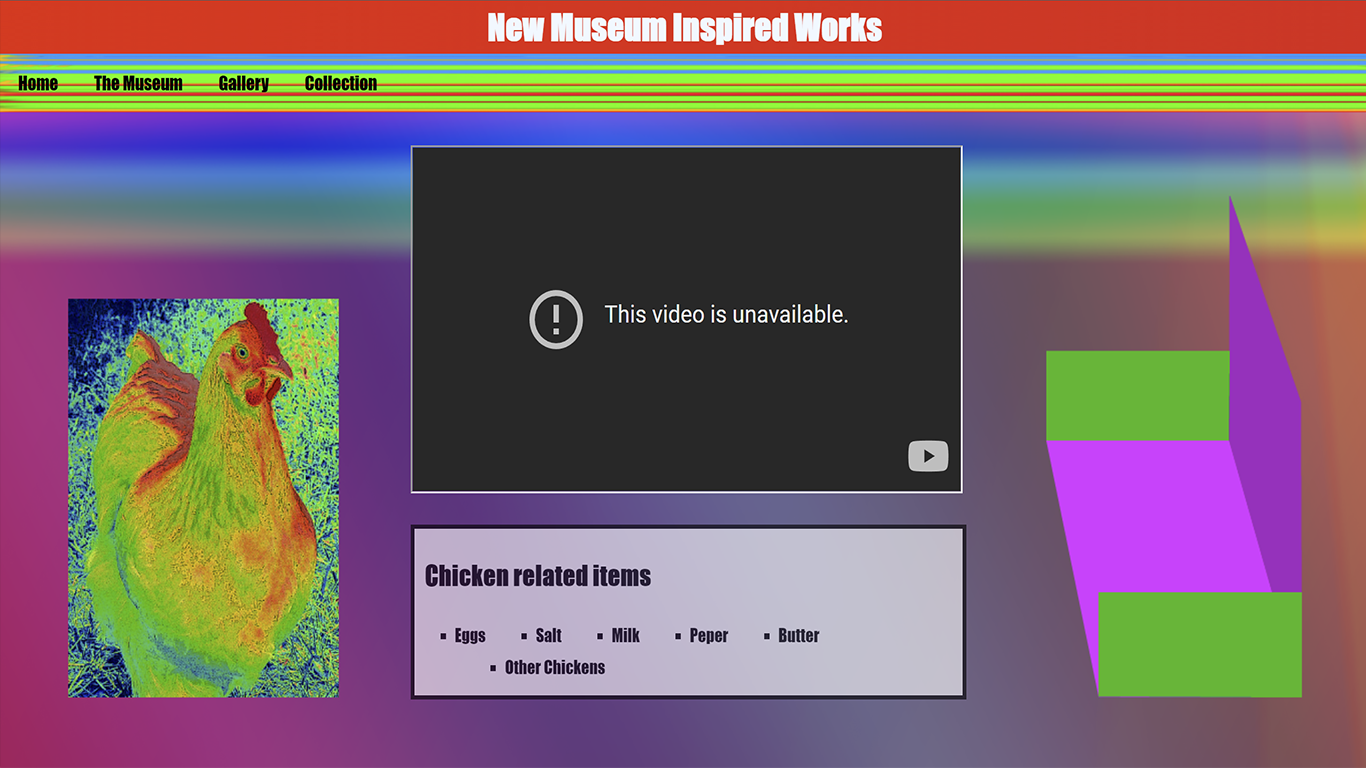 New Museum Inspired Works
Home The Museum Gallery Collection
This video is unavailable.
Chicken related items
Eggs Salt Milk Peper Butter
Other Chickens